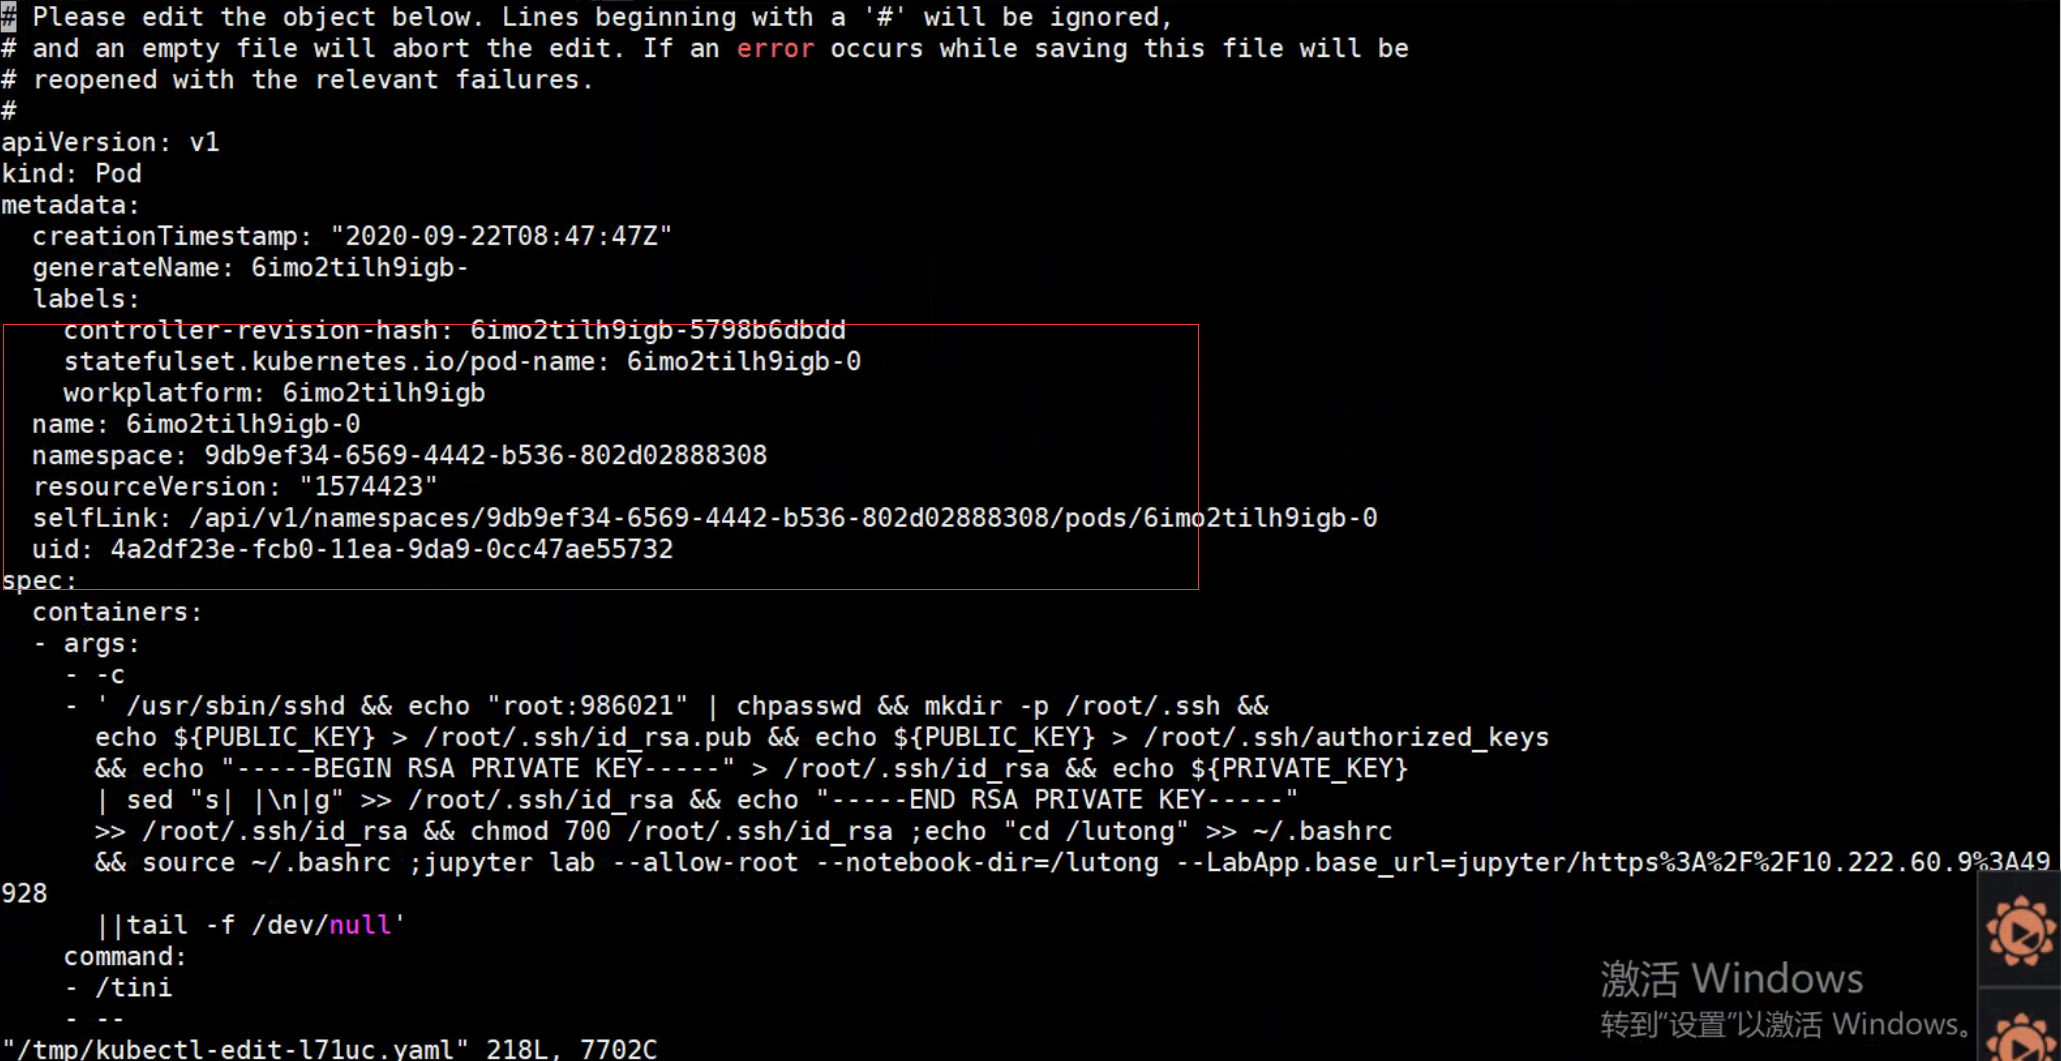 # Please edit the object below. Lines beginning with a '#' will be ignored,
# and an empty file will abort the edit. If an error occurs while saving this file will be
# reopened with the relevant failures.
#
apiVersion: v1
kind: Pod
metadata:
  creationTimestamp: "2020-09-22T08:47:47Z"
  generateName: 6imo2tilh9igb-
  labels:
    controller-revision-hash: 6imo2tilh9igb-5798b6dbdd
    statefulset.kubernetes.io/pod-name: 6imo2tilh9igb-0
    workplatform: 6imo2tilh9igb
  name: 6imo2tilh9igb-0
  namespace: 9db9ef34-6569-4442-b536-802d02888308
  resourceVersion: "1574423"
  selfLink: /api/v1/namespaces/9db9ef34-6569-4442-b536-802d02888308/pods/6imo2tilh9igb-0
  uid: 4a2df23e-fcb0-11ea-9da9-0cc47ae55732
spec:
  containers:
  - args:
    - -c
    - ' /usr/sbin/sshd && echo "root:986021" | chpasswd && mkdir -p /root/.ssh &&
      echo ${PUBLIC_KEY} > /root/.ssh/id_rsa.pub && echo ${PUBLIC_KEY} > /root/.ssh/authorized_keys
      && echo "-----BEGIN RSA PRIVATE KEY-----" > /root/.ssh/id_rsa && echo ${PRIVATE_KEY}
      | sed "s| |\n|g" >> /root/.ssh/id_rsa && echo "-----END RSA PRIVATE KEY-----"
      >> /root/.ssh/id_rsa && chmod 700 /root/.ssh/id_rsa ;echo "cd /lutong" >> ~/.bashrc
      && source ~/.bashrc ;jupyter lab --allow-root --notebook-dir=/lutong --LabApp.base_url=jupyter/https%3A%2F%2F10.222.60.9%3A49
928
      ||tail -f /dev/null'
    command:
    - /tini
    - --
"/tmp/kubectl-edit-l71uc.yaml" 218L, 7702C
激活 Windows
转到“设置”以激活 Windows。